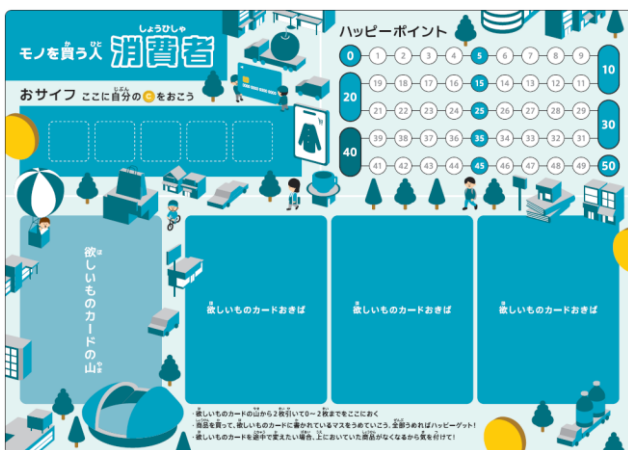 モノを買う人 消費者
おサイフ ここに自分の をおこう
ハッピーポイント
0 1 2 3 4 5 6 7 8 9
10
19 18 17 16 15 14 13 12 11
20
21 22 23 24 25 26 27 28 29
30
39 38 37 36 35 34 33 32 31
40
41 42 43 44 45 46 47 48 49 50
欲しいものカードの山
欲しいものカードおきば
欲しいものカードおきば
欲しいものカードおきば
・欲しいものカードの山から2枚引いて0〜2枚までをここにおく
・商品を買って、欲しいものカードに書かれているマスをうめていこう、全部うめればハッピーゲット!
・欲しいものカードを途中で変えたい場合、上においていた商品がなくなるから気を付けて!